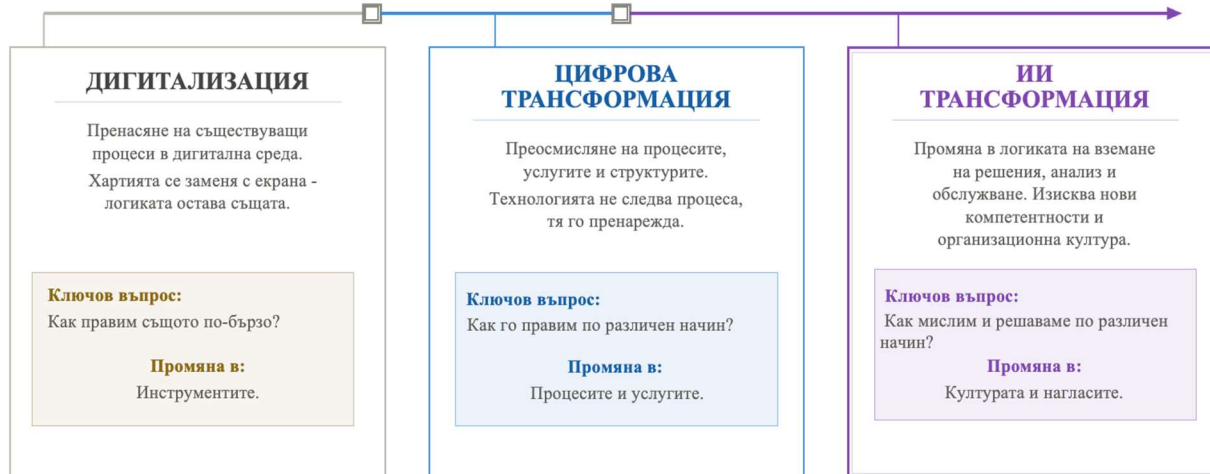 ДИГИТАЛИЗАЦИЯ
Пренасяне на съществуващи
процеси в дигитална среда.
Хартията се заменя с екрана -
логиката остава същата.
Ключов въпрос:
Как правим същото по-бързо?
Промяна в:
Инструментите.
ЦИФРОВА
ТРАНСФОРМАЦИЯ
Преосмисляне на процесите,
услугите и структурите.
Технологията не следва процеса,
тя го пренарежда.
Ключов въпрос:
Как го правим по различен начин?
Промяна в:
Процесите и услугите.
ИИ
ТРАНСФОРМАЦИЯ
Промяна в логиката на вземане
на решения, анализ и
обслужване. Изисква нови
компетентности и
организационна култура.
Ключов въпрос:
Как мислим и решаваме по различен
начин?
Промяна в:
Културата и нагласите.